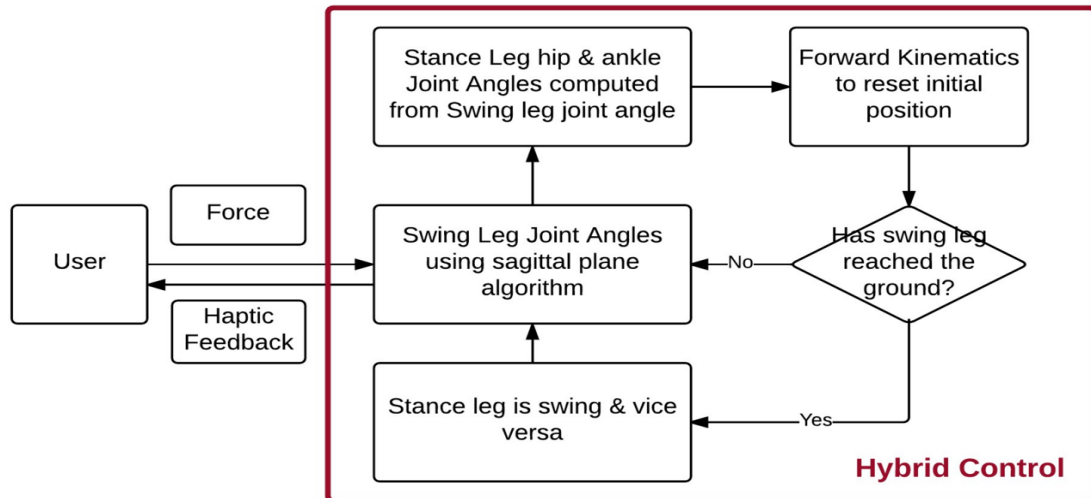 Stance Leg hip & ankle
Joint Angles computed
from Swing leg joint angle
Forward Kinematics
to reset initial
position
User
Force
Haptic
Feedback
Swing Leg Joint Angles
using sagittal plane
algorithm
No
Has swing leg
reached the
ground?
Stance leg is swing & vice
versa
Yes
Hybrid Control